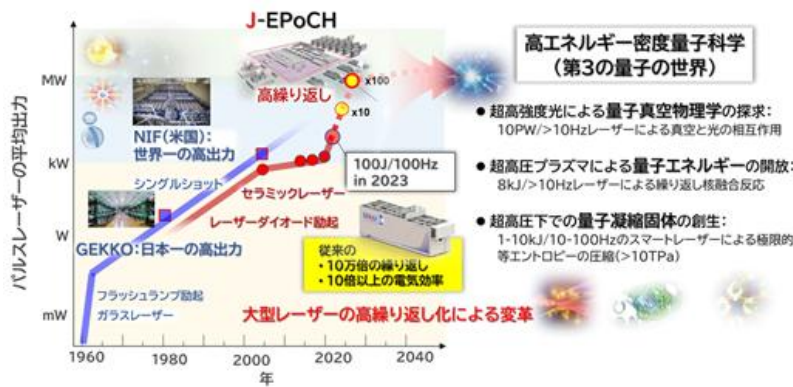 J-EPoCH
高繰り返し
x100
x10
MW
kW
W
mW
パルスレーザーの平均出力
NIF(米国):
世界一の高出力
シングルショット
100J/100Hz
in 2023
セラミックレーザー
レーザーダイオード励起
GEKKO:日本一の高出力
従来の
・10万倍の繰り返し
・10倍以上の電気効率
フラッシュランプ励起
ガラスレーザー
大型レーザーの高繰り返し化による変革
1960
1980
2000
2020
2040
年
高エネルギー密度量子科学
(第3の量子の世界)
● 超高強度光による量子真空物理学の探求:
10PW/>10Hzレーザーによる真空と光の相互作用
● 超高圧プラズマによる量子エネルギーの開放:
8kJ/>10Hzレーザーによる繰り返し核融合反応
● 超高圧下での量子凝縮固体の創生:
1-10kJ/10-100Hzのスマートレーザーによる極限的
等エントロピーの圧縮(>10TPa)